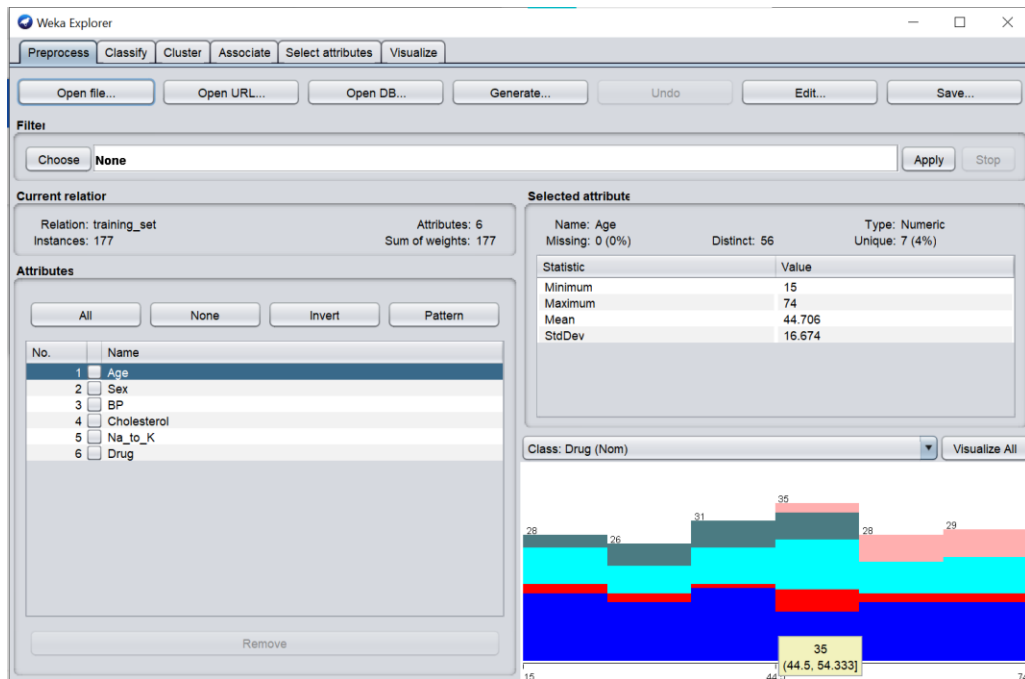 Weka Explorer
Preprocess Classify Cluster Associate Select attributes Visualize
Open file... Open URL... Open DB... Generate... Undo Edit... Save...
Filter
Choose None Apply Stop
Current relation
Relation: training_set Attributes: 6
Instances: 177 Sum of weights: 177
Attributes
All None Invert Pattern
No. Name
1 Age
2 Sex
3 BP
4 Cholesterol
5 Na_to_K
6 Drug
Remove
Selected attribute
Name: Age Type: Numeric
Missing: 0 (0%) Distinct: 56 Unique: 7 (4%)
Statistic Value
Minimum 15
Maximum 74
Mean 44.706
StdDev 16.674
Class: Drug (Nom) Visualize All
28 26 31 35 28 29
35
(44.5, 54.333]
15 44.5 74